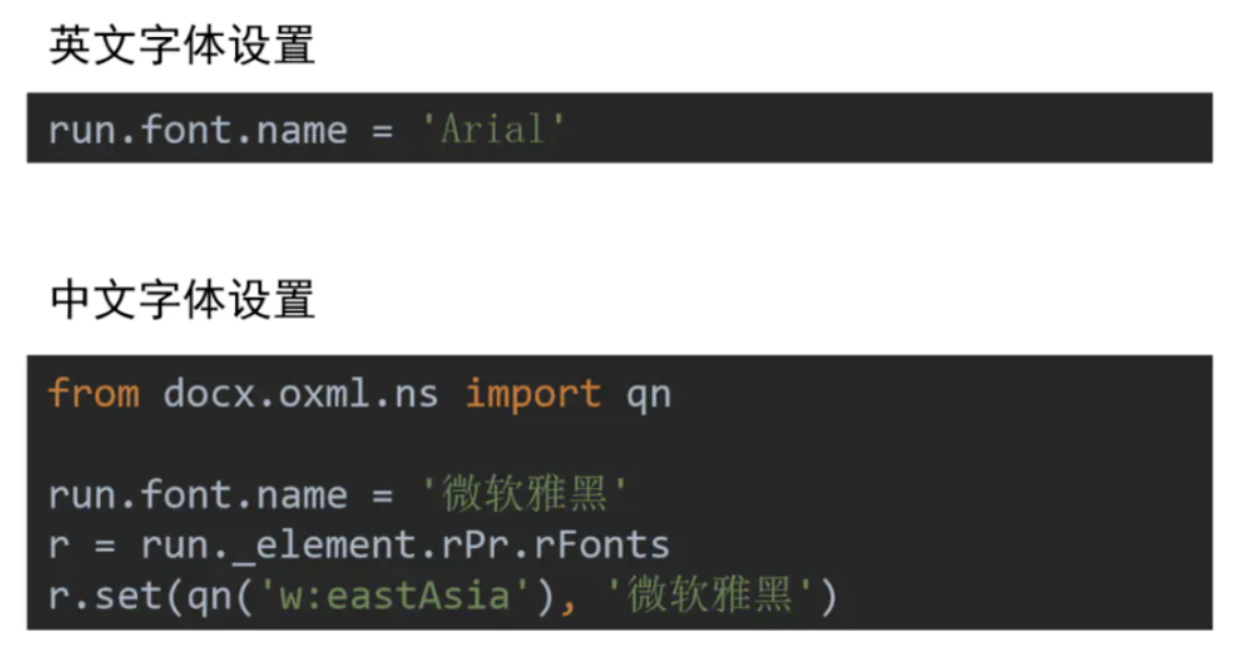 英文字体设置
run.font.name = 'Arial'
中文字体设置
from docx.oxml.ns import qn
run.font.name = '微软雅黑'
r = run._element.rPr.rFonts
r.set(qn('w:eastAsia'), '微软雅黑')